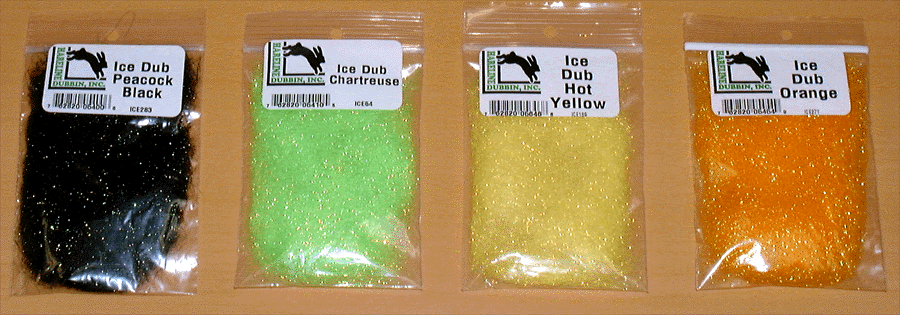 HARELINE
DUBBIN, INC.
Ice Dub
Peacock
Black
ICE283
HARELINE
DUBBIN, INC.
Ice Dub
Chartreuse
ICE64
HARELINE
DUBBIN, INC.
Ice
Dub
Hot
Yellow
HARELINE
DUBBIN, INC.
Ice
Dub
Orange